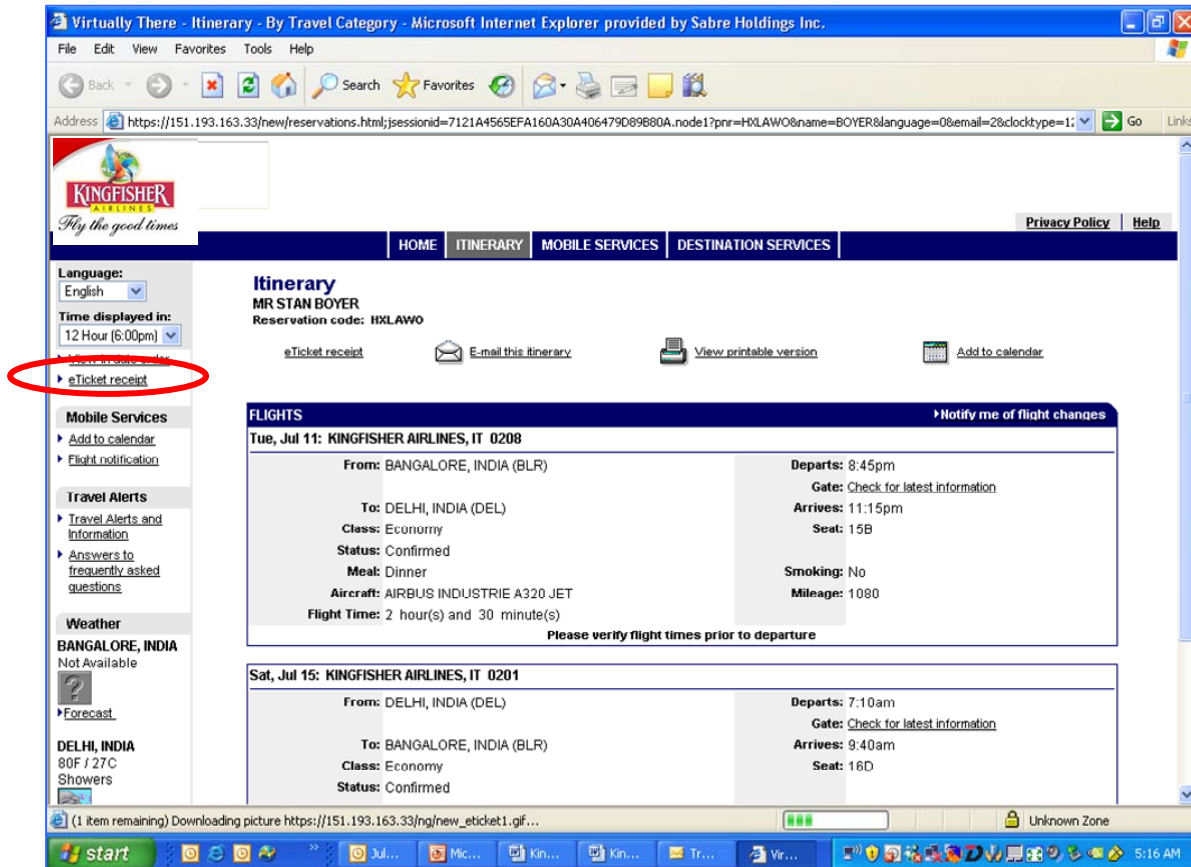 Virtually There - Itinerary - By Travel Category - Microsoft Internet Explorer provided by Sabre Holdings Inc.
File Edit View Favorites Tools Help
Back Search Favorites
Address https://151.193.163.33/new/reservations.html;jsessionid=7121A4565EFA160A30A406479D89B80A.node1?pnr=HXLAWO&name=BOYER&language=0&email=2&clocktype=12 Go Links
KINGFISHER
AIRLINES
Fly the good times
Privacy Policy Help
HOME ITINERARY MOBILE SERVICES DESTINATION SERVICES
Language:
English
Time displayed in:
12 Hour (6:00pm)
View in date order
eTicket receipt
Mobile Services
Add to calendar
Flight notification
Travel Alerts
Travel Alerts and
Information
Answers to
frequently asked
questions
Weather
BANGALORE, INDIA
Not Available
?
Forecast
DELHI, INDIA
80F / 27C
Showers
Itinerary
MR STAN BOYER
Reservation code: HXLAWO
eTicket receipt E-mail this itinerary View printable version Add to calendar
FLIGHTS Notify me of flight changes
Tue, Jul 11: KINGFISHER AIRLINES, IT 0208
From: BANGALORE, INDIA (BLR) Departs: 8:45pm
Gate: Check for latest information
To: DELHI, INDIA (DEL) Arrives: 11:15pm
Class: Economy Seat: 15B
Status: Confirmed
Meal: Dinner Smoking: No
Aircraft: AIRBUS INDUSTRIE A320 JET Mileage: 1080
Flight Time: 2 hour(s) and 30 minute(s)
Please verify flight times prior to departure
Sat, Jul 15: KINGFISHER AIRLINES, IT 0201
From: DELHI, INDIA (DEL) Departs: 7:10am
Gate: Check for latest information
To: BANGALORE, INDIA (BLR) Arrives: 9:40am
Class: Economy Seat: 16D
Status: Confirmed
(1 item remaining) Downloading picture https://151.193.163.33/ng/new_eticket1.gif... Unknown Zone
start Jul... Mic... Kin... Kin... Tr... Vir... 5:16 AM